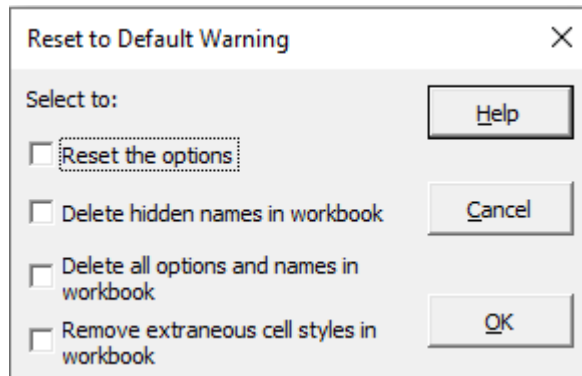 Reset to Default Warning
Select to:
Help
Reset the options
Delete hidden names in workbook
Cancel
Delete all options and names in
workbook
Remove extraneous cell styles in
workbook
OK